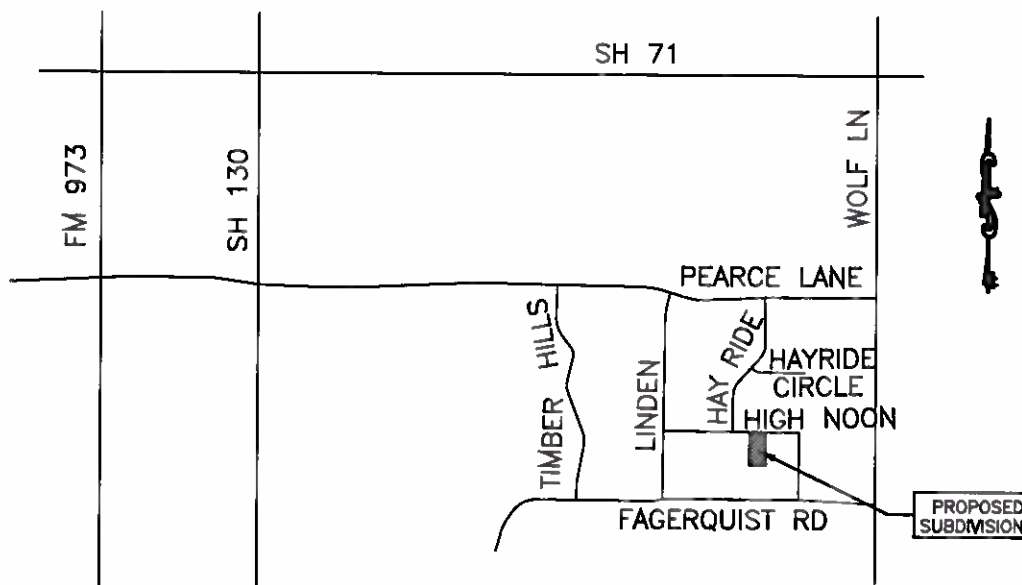 SH 71
FM 973
SH 130
WOLF LN
PEARCE LANE
TIMBER HILLS
LINDEN
HAY RIDE
HAYRIDE
CIRCLE
HIGH NOON
FAGERQUIST RD
PROPOSED
SUBDIVISION